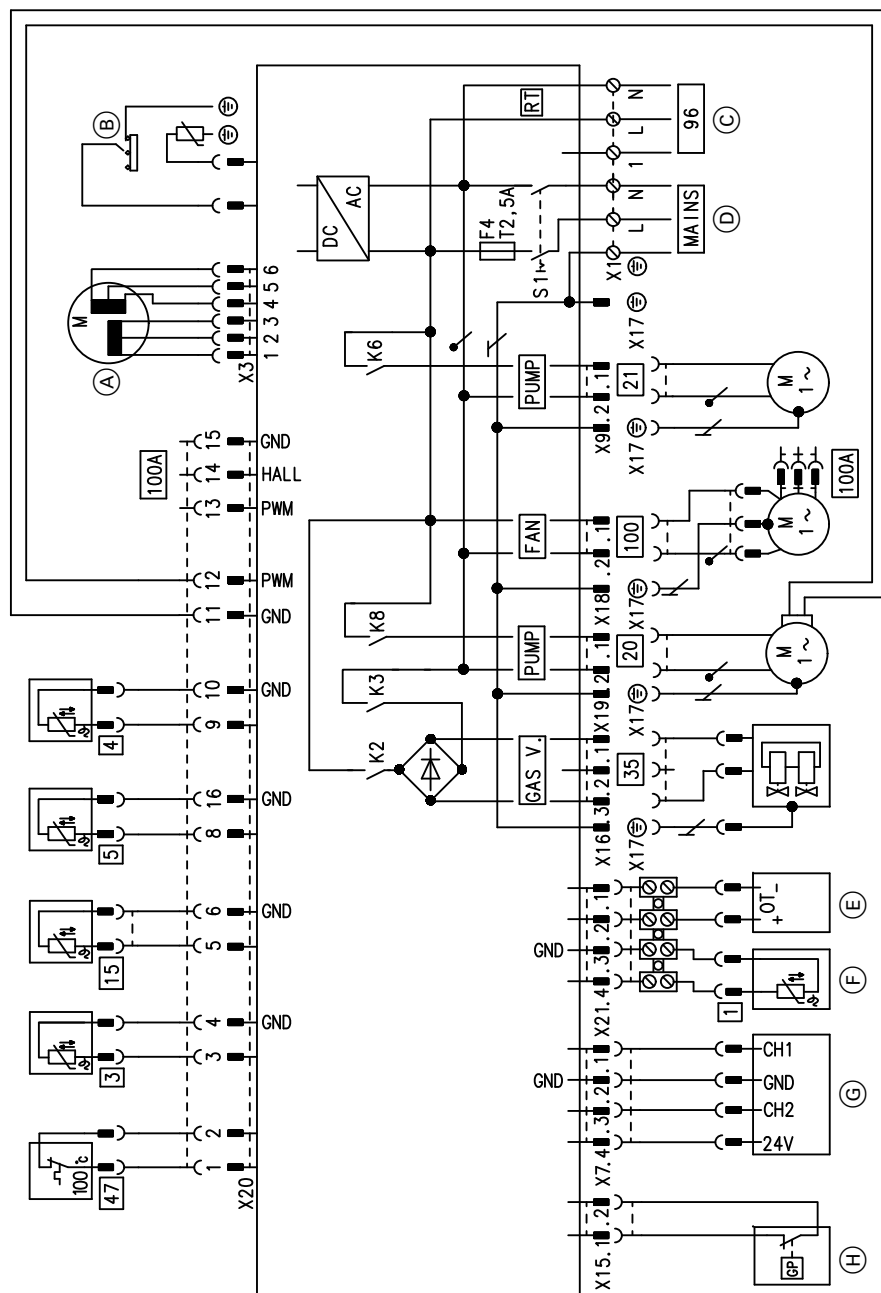 B
RT
N
L
1
N
L
X1
96
C
MAINS
D
DC
AC
F4
T2,5A
S1
M
6
5
4
3
2
1
X3
A
K6
PUMP
X17
.1
.2
X9
21
X17
M
1~
100A
15
14
13
GND
HALL
PWM
12
11
PWM
GND
FAN
.1
.2
X18
100
X17
M
1~
100A
K8
K3
K2
PUMP
.1
.2
X19
20
X17
M
1~
GAS V.
.1
.2
.3
X16
35
X17
4
10
9
GND
5
16
8
GND
15
6
5
GND
3
4
3
GND
100°C
47
2
1
X20
GND
.1
.2
.3
X21.4
OT
+
-
E
1
F
GND
.1
.2
.3
X7.4
CH1
GND
CH2
24V
G
.2
X15.1
GP
H